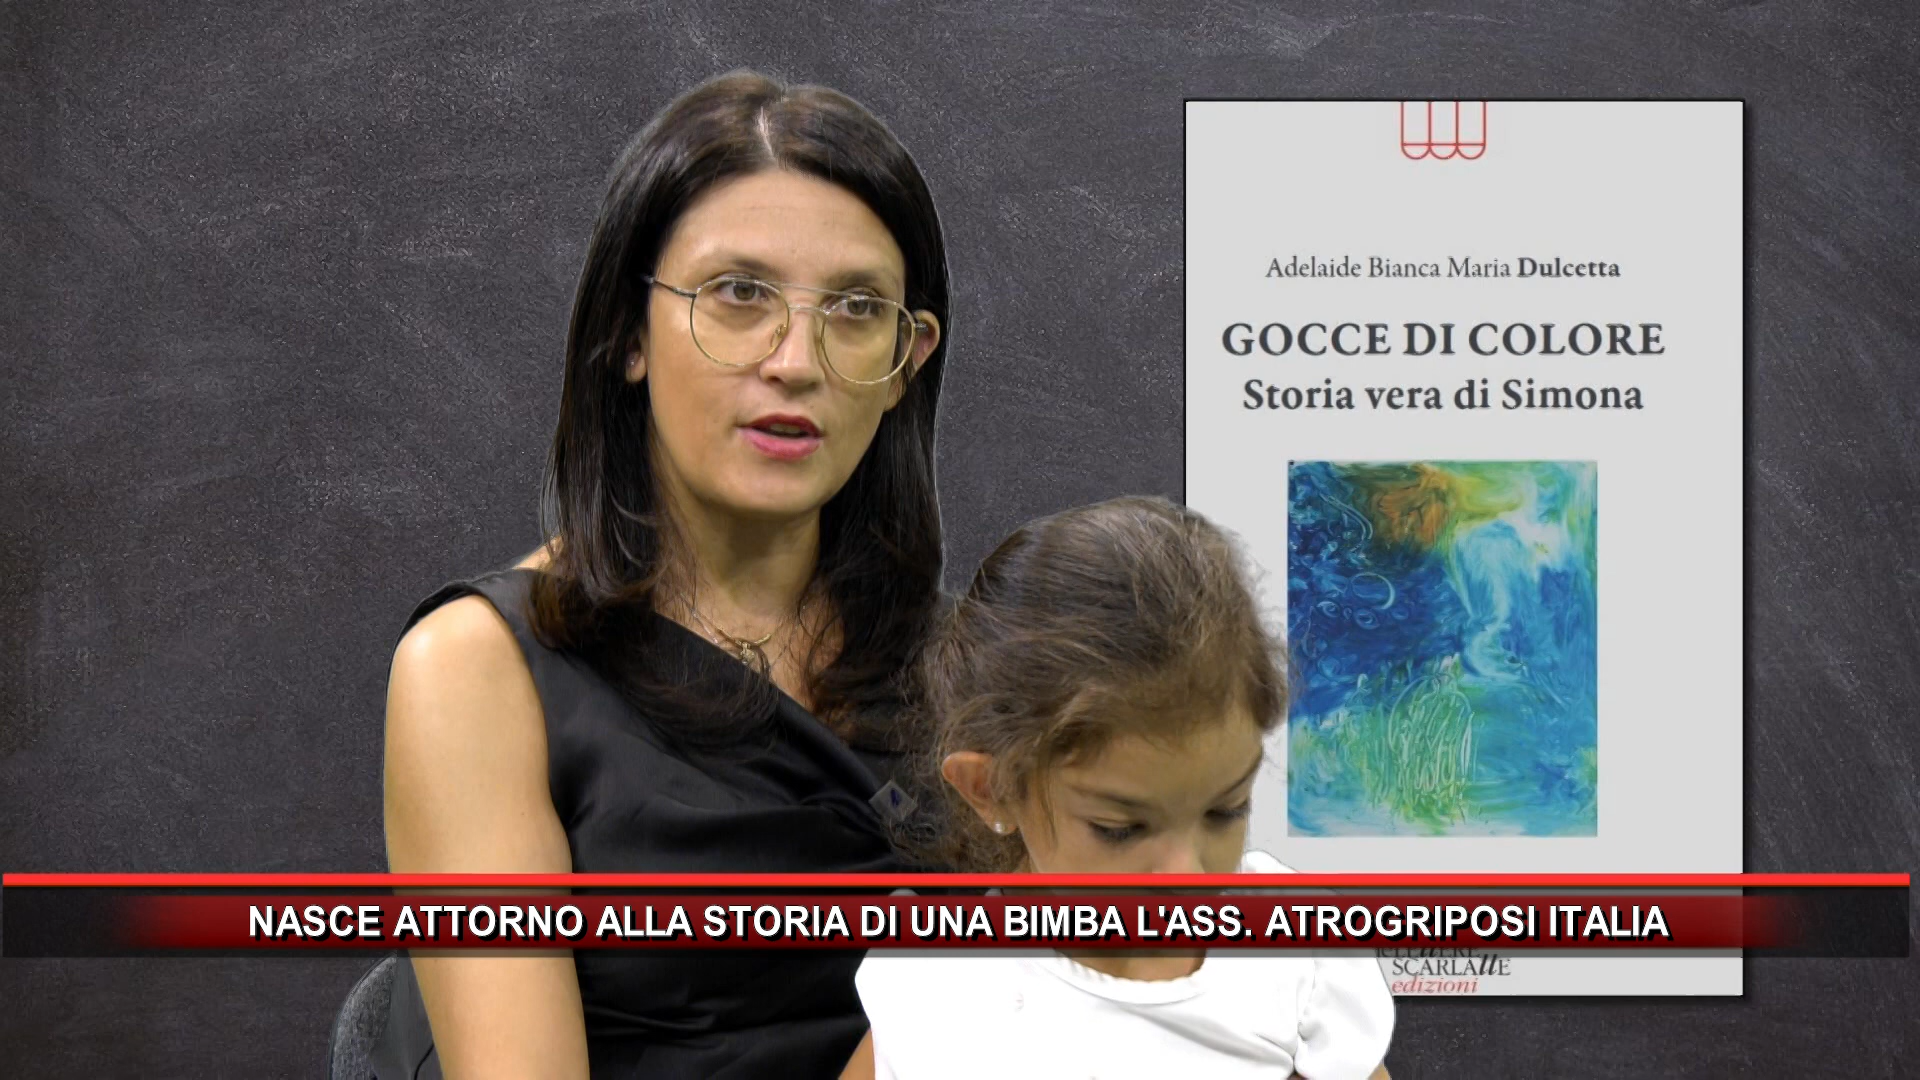 Adelaide Bianca Maria Dulcetta
GOCCE DI COLORE
Storia vera di Simona
NASCE ATTORNO ALLA STORIA DI UNA BIMBA L'ASS. ATROGRIPOSI ITALIA
SCARLAttE
edizioni